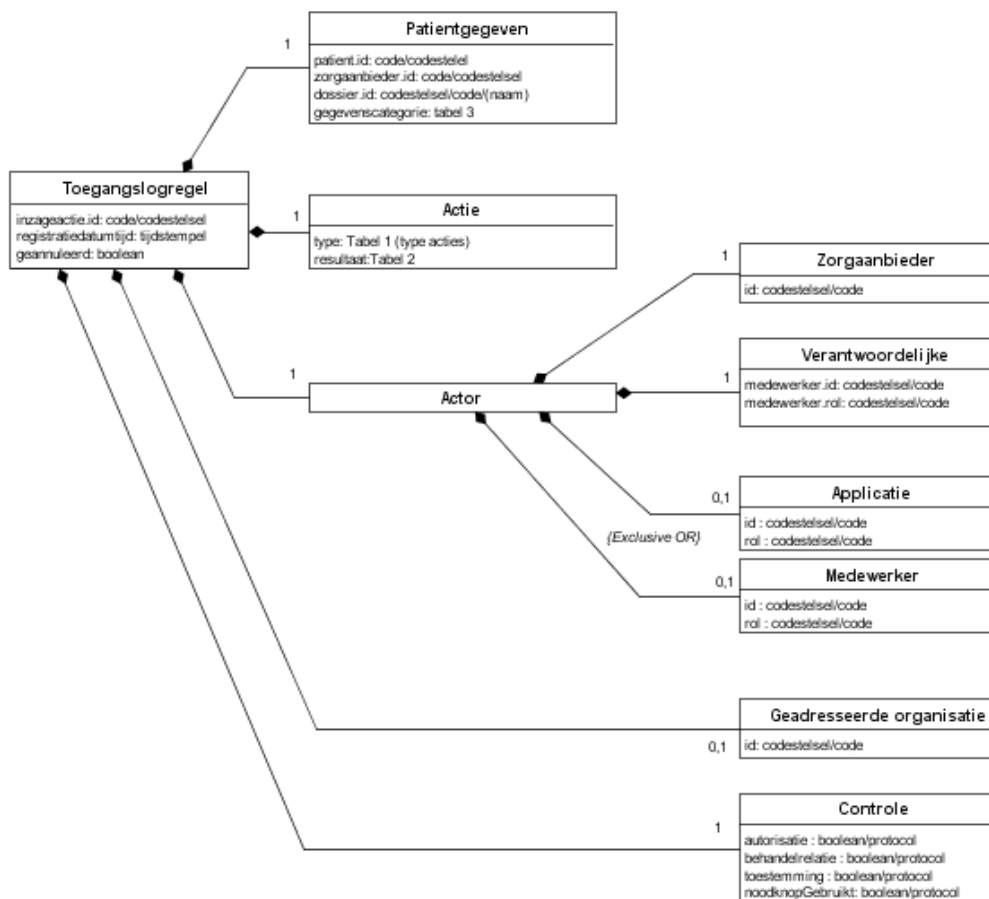 Patientgegeven
1
patient.id: code/codestelel
zorgaanbieder.id: code/codestelsel
dossier.id: codestelsel/code/(naam)
gegevenscategorie: tabel 3
Toegangslogregel
inzageactie.id: code/codestelsel
registratiedatumtijd: tijdstempel
geannuleerd: boolean
1
Actie
type: Tabel 1 (type acties)
resultaat:Tabel 2
1
Zorgaanbieder
id: codestelsel/code
1
Actor
1
Verantwoordelijke
medewerker.id: codestelsel/code
medewerker.rol: codestelsel/code
0,1
Applicatie
id : codestelsel/code
rol : codestelsel/code
{Exclusive OR}
0,1
Medewerker
id : codestelsel/code
rol : codestelsel/code
Geadresseerde organisatie
0,1
id: codestelsel/code
Controle
1
autorisatie : boolean/protocol
behandelrelatie : boolean/protocol
toestemming : boolean/protocol
noodknopGebruikt: boolean/protocol